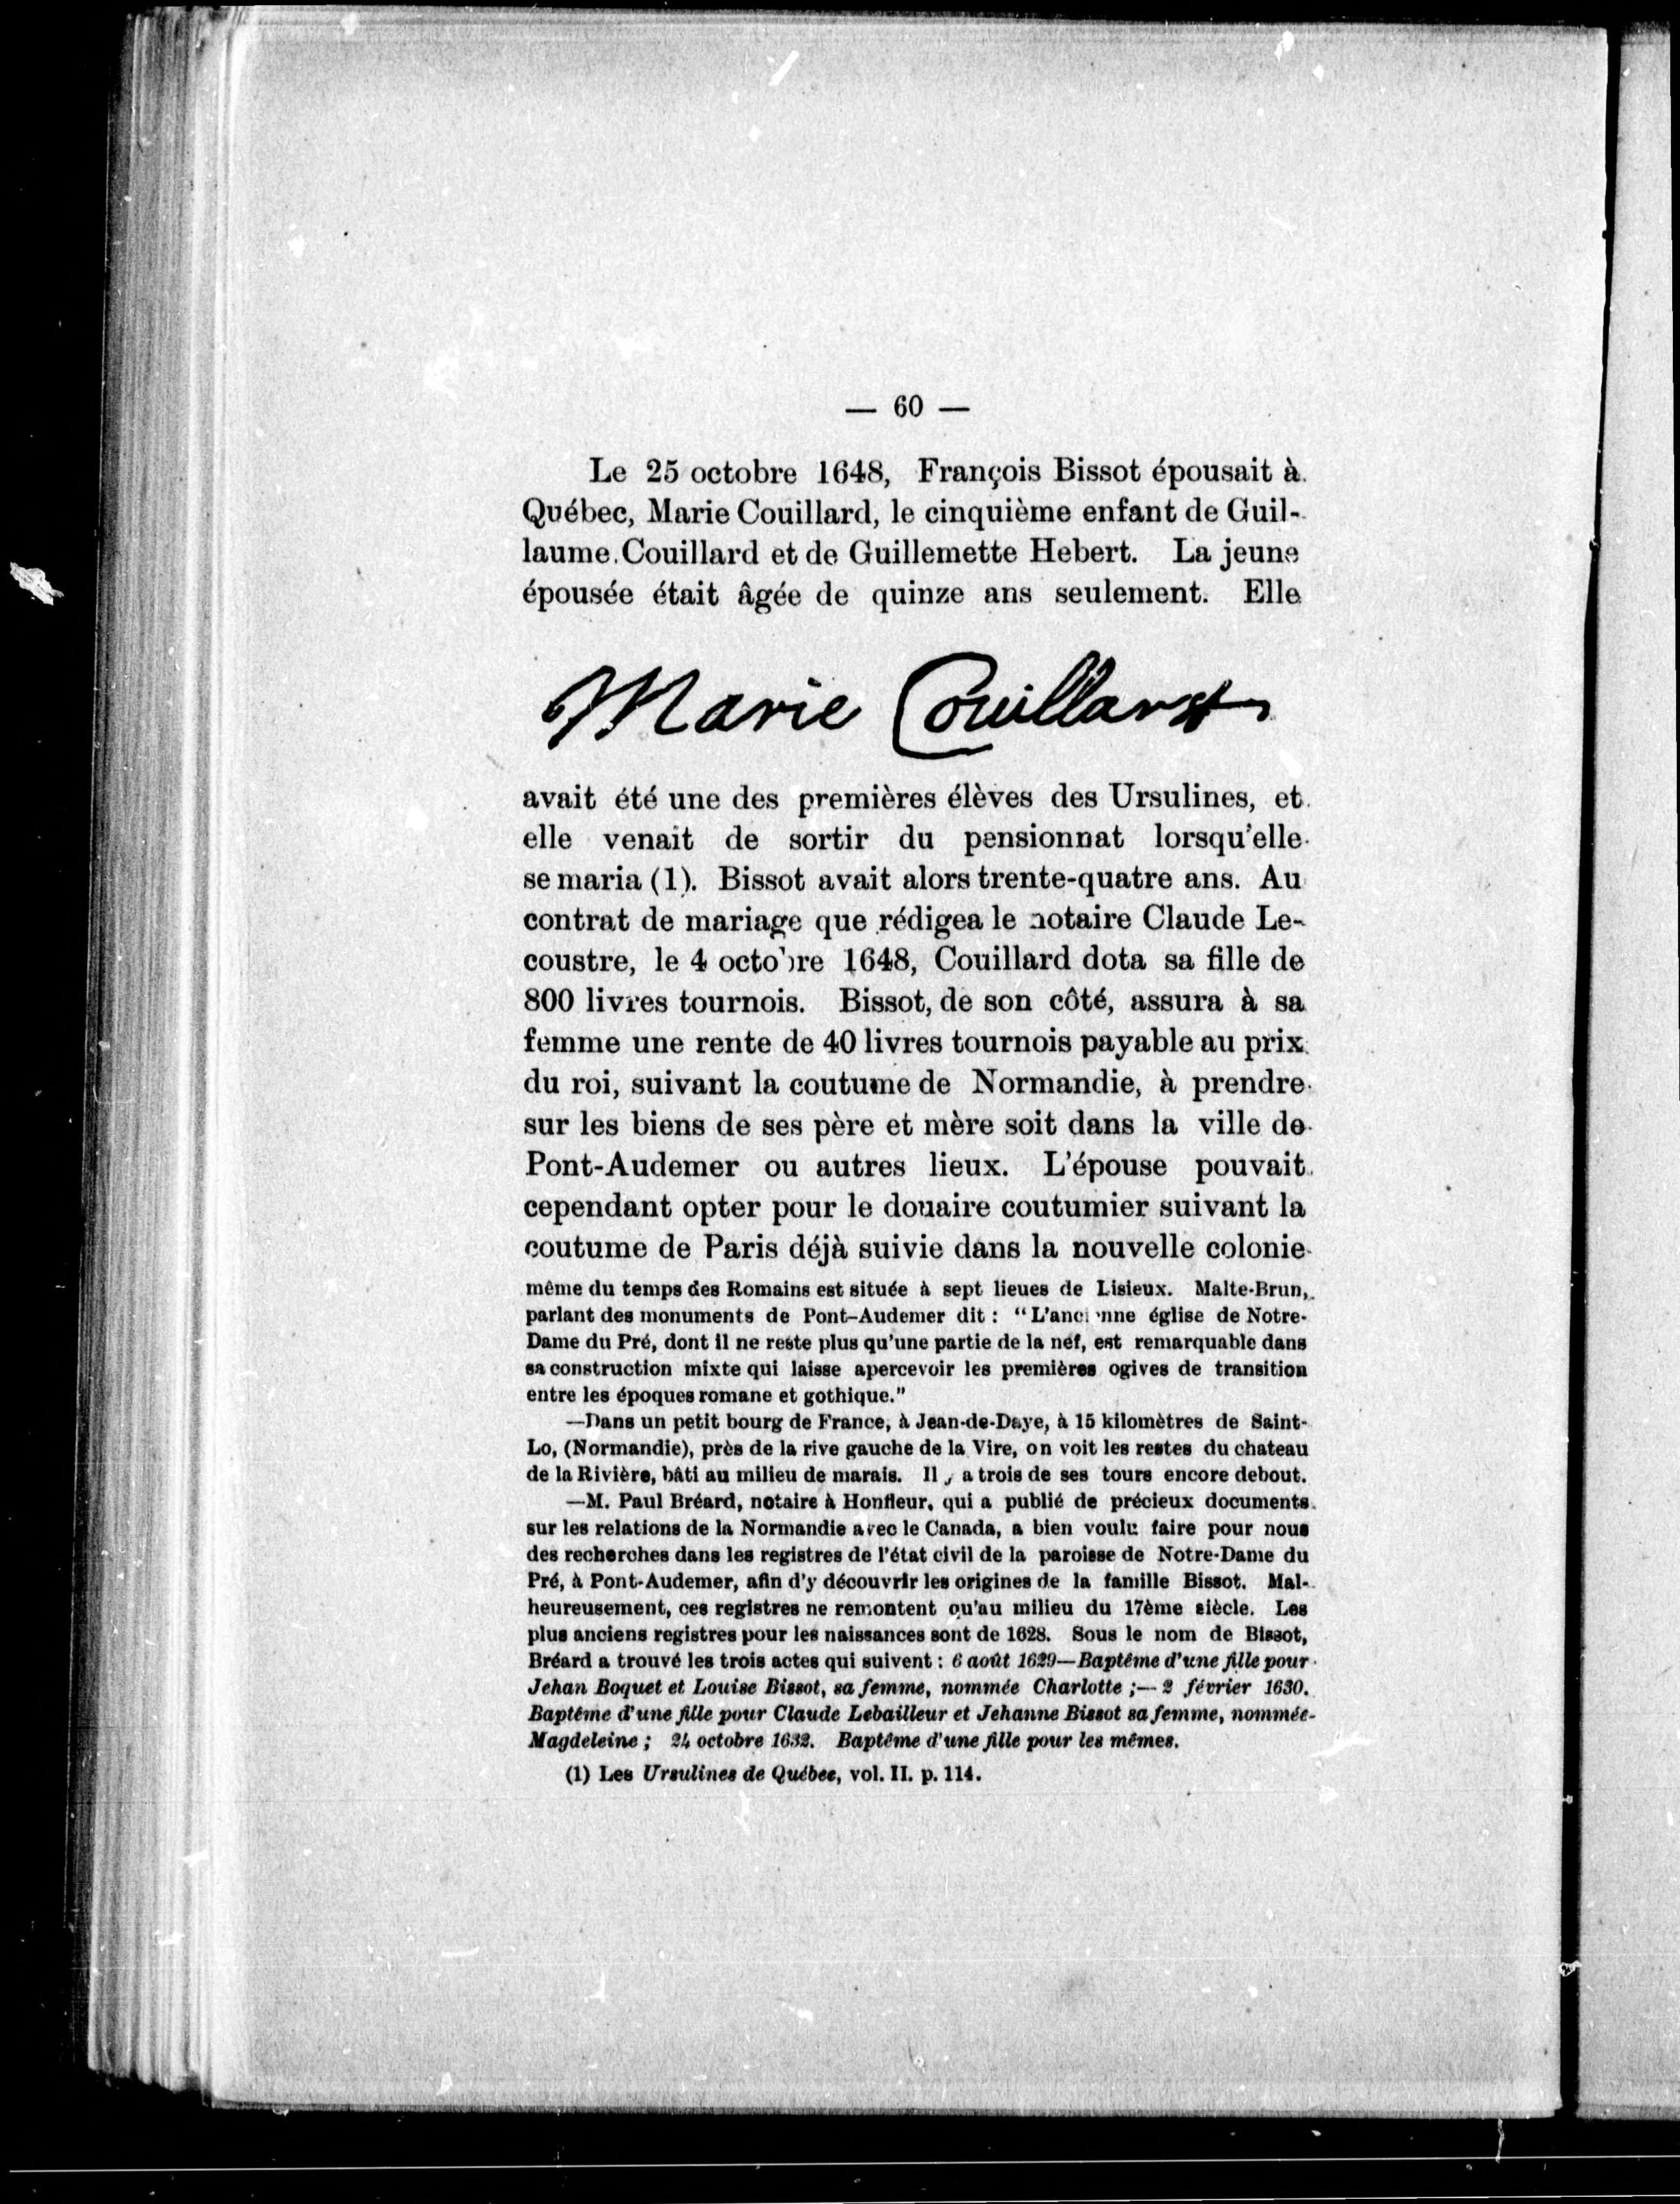 — 60 —
Le 25 octobre 1648, François Bissot épousait à
Québec, Marie Couillard, le cinquième enfant de Guil-
laume Couillard et de Guillemette Hebert. La jeune
épousée était âgée de quinze ans seulement. Elle
Marie Couillard
avait été une des premières élèves des Ursulines, et
elle venait de sortir du pensionnat lorsqu'elle
se maria (1). Bissot avait alors trente-quatre ans. Au
contrat de mariage que rédigea le notaire Claude Le-
coustre, le 4 octobre 1648, Couillard dota sa fille de
800 livres tournois. Bissot, de son côté, assura à sa
femme une rente de 40 livres tournois payable au prix
du roi, suivant la coutume de Normandie, à prendre
sur les biens de ses père et mère soit dans la ville de
Pont-Audemer ou autres lieux. L'épouse pouvait
cependant opter pour le douaire coutumier suivant la
coutume de Paris déjà suivie dans la nouvelle colonie
même du temps des Romains est située à sept lieues de Lisieux. Malte-Brun,
parlant des monuments de Pont-Audemer dit : "L'ancienne église de Notre-
Dame du Pré, dont il ne reste plus qu'une partie de la nef, est remarquable dans
sa construction mixte qui laisse apercevoir les premières ogives de transition
entre les époques romane et gothique."
—Dans un petit bourg de France, à Jean-de-Daye, à 15 kilomètres de Saint-
Lo, (Normandie), près de la rive gauche de la Vire, on voit les restes du chateau
de la Rivière, bâti au milieu de marais. Il y a trois de ses tours encore debout.
—M. Paul Bréard, notaire à Honfleur, qui a publié de précieux documents
sur les relations de la Normandie avec le Canada, a bien voulu faire pour nous
des recherches dans les registres de l'état civil de la paroisse de Notre-Dame du
Pré, à Pont-Audemer, afin d'y découvrir les origines de la famille Bissot. Mal-
heureusement, ces registres ne remontent qu'au milieu du 17ème siècle. Les
plus anciens registres pour les naissances sont de 1628. Sous le nom de Bissot,
Bréard a trouvé les trois actes qui suivent : 6 août 1629—Baptême d'une fille pour
Jehan Boquet et Louise Bissot, sa femme, nommée Charlotte ;— 2 février 1630.
Baptême d'une fille pour Claude Lebailleur et Jehanne Bissot sa femme, nommée
Magdeleine ; 24 octobre 1632. Baptême d'une fille pour les mêmes.
(1) Les Ursulines de Québec, vol. II. p. 114.